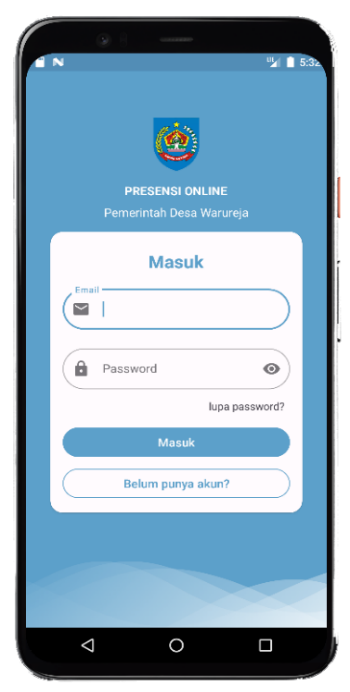 5:32
PRESENSI ONLINE
Pemerintah Desa Warureja
Masuk
Email
Password
lupa password?
Masuk
Belum punya akun?